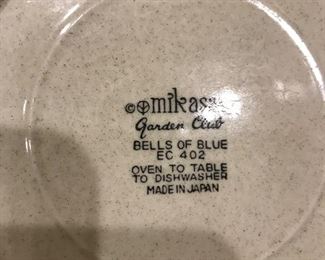 © mikasa
Garden Club
BELLS OF BLUE
EC 402
OVEN TO TABLE
TO DISHWASHER
MADE IN JAPAN